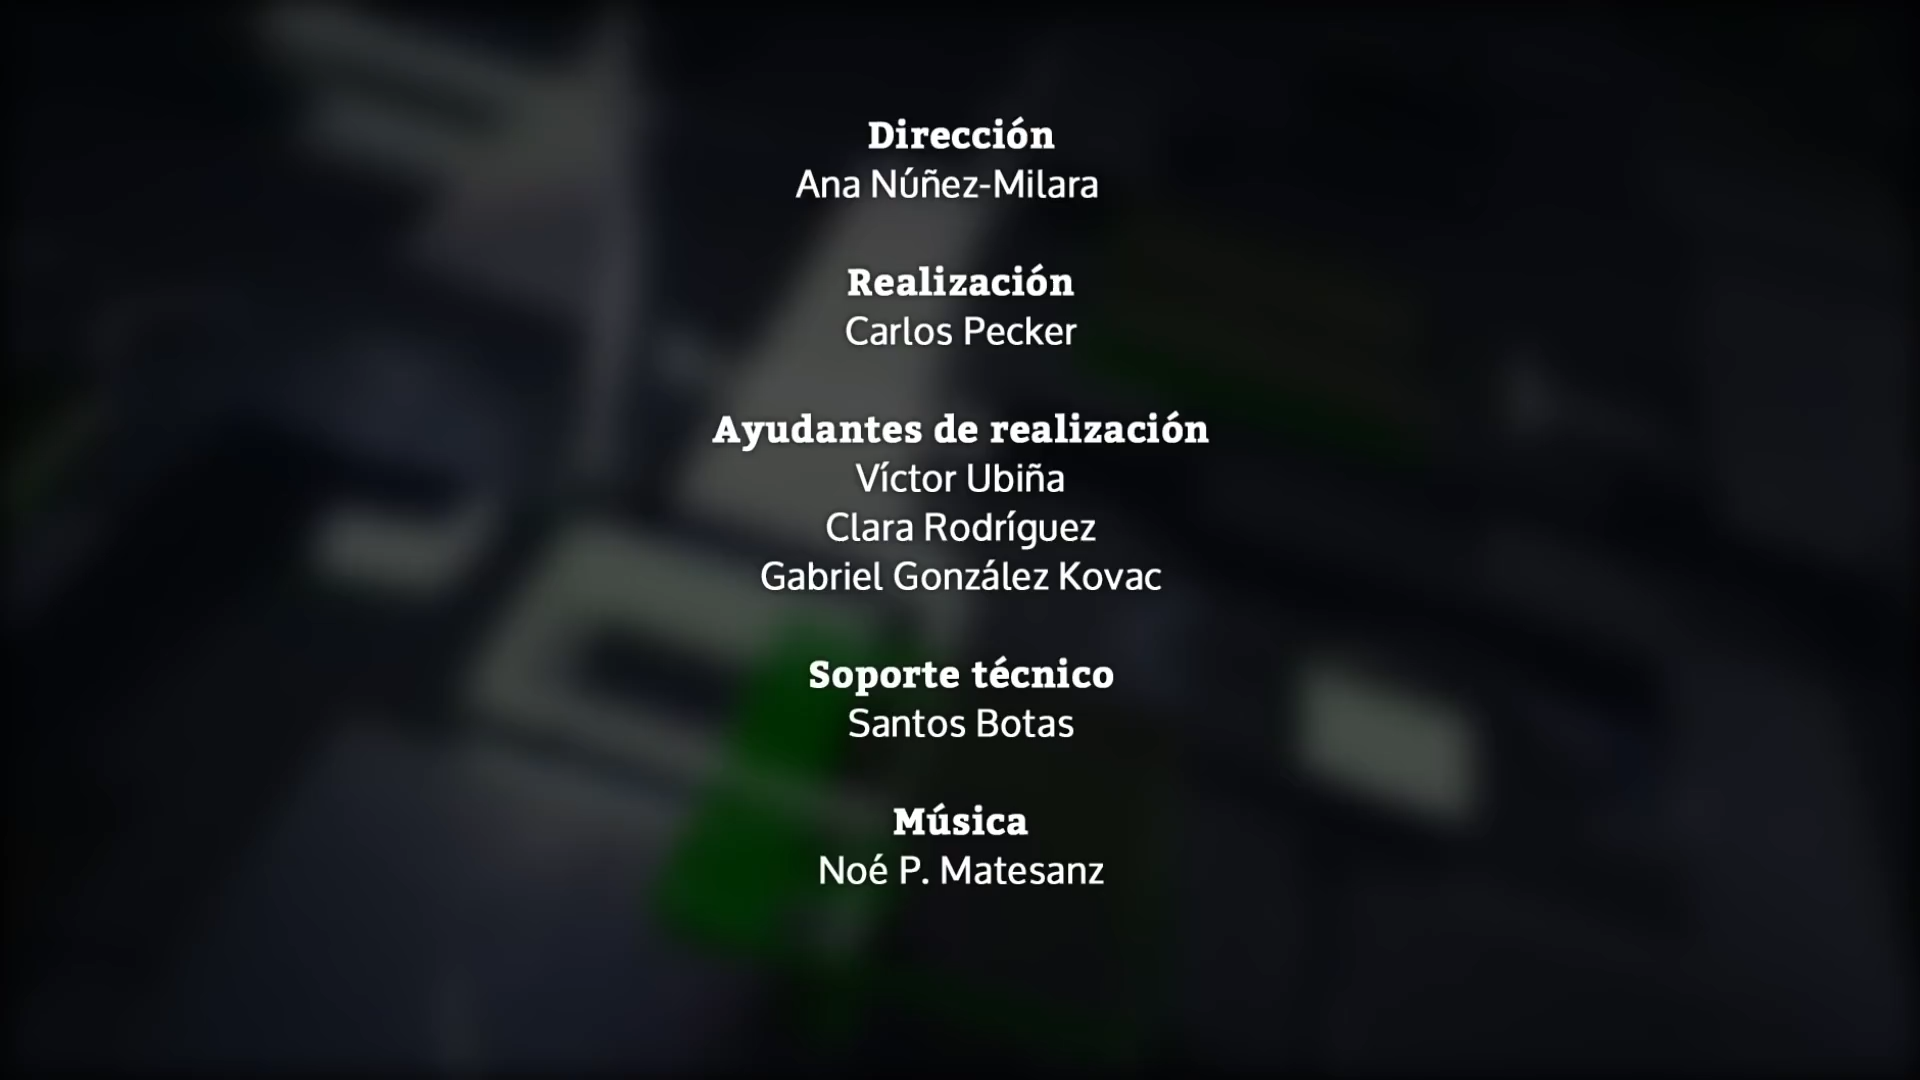 Dirección
Ana Núñez-Milara
Realización
Carlos Pecker
Ayudantes de realización
Víctor Ubiña
Clara Rodríguez
Gabriel González Kovac
Soporte técnico
Santos Botas
Música
Noé P. Matesanz